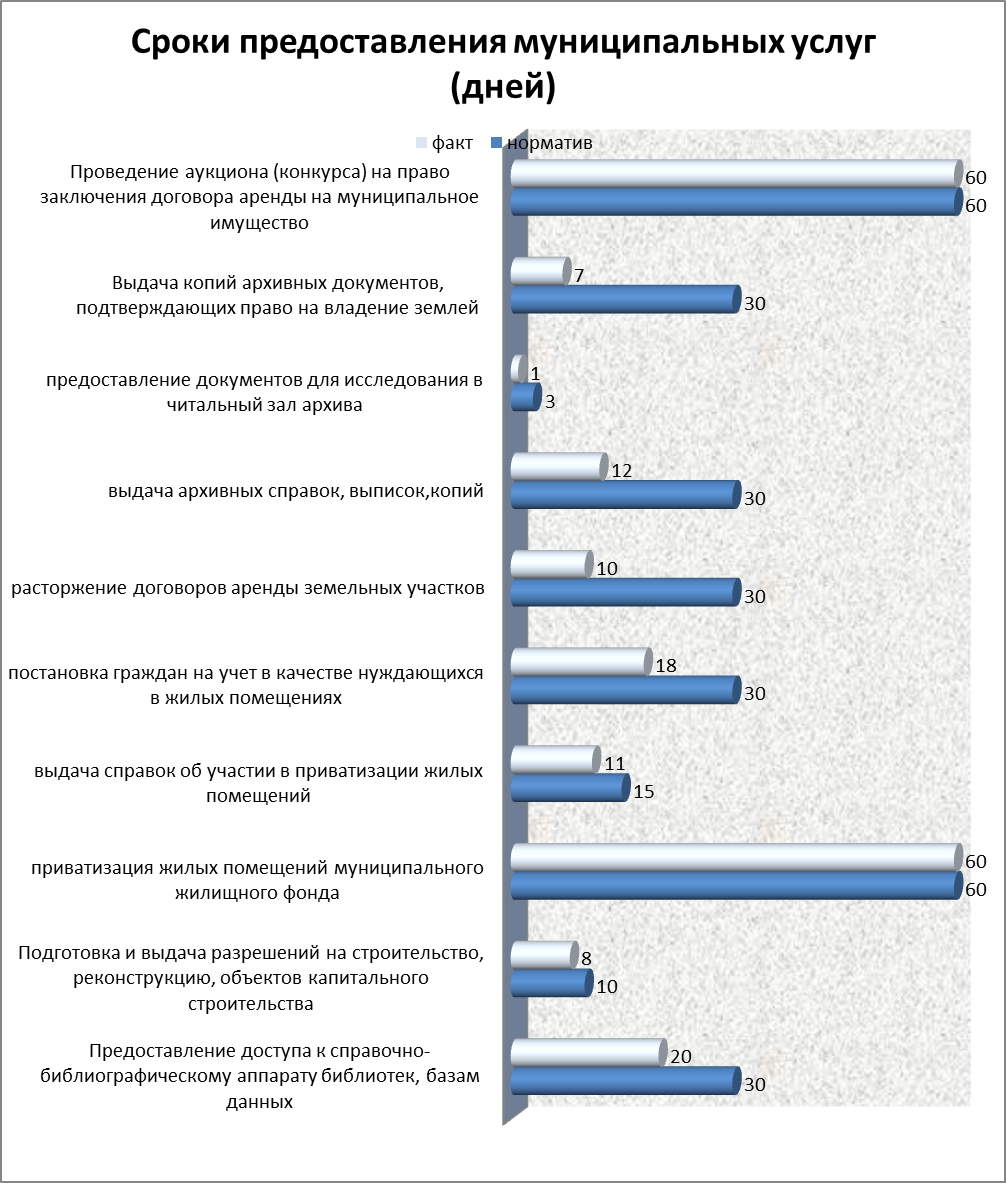 Сроки предоставления муниципальных услуг
(дней)
факт норматив
Проведение аукциона (конкурса) на право
заключения договора аренды на муниципальное
имущество
60
60
Выдача копий архивных документов,
подтверждающих право на владение землей
7
30
предоставление документов для исследования в
читальный зал архива
1
3
выдача архивных справок, выписок,копий
12
30
расторжение договоров аренды земельных участков
10
30
постановка граждан на учет в качестве нуждающихся
в жилых помещениях
18
30
выдача справок об участии в приватизации жилых
помещений
11
15
приватизация жилых помещений муниципального
жилищного фонда
60
60
Подготовка и выдача разрешений на строительство,
реконструкцию, объектов капитального
строительства
8
10
Предоставление доступа к справочно-
библиографическому аппарату библиотек, базам
данных
20
30